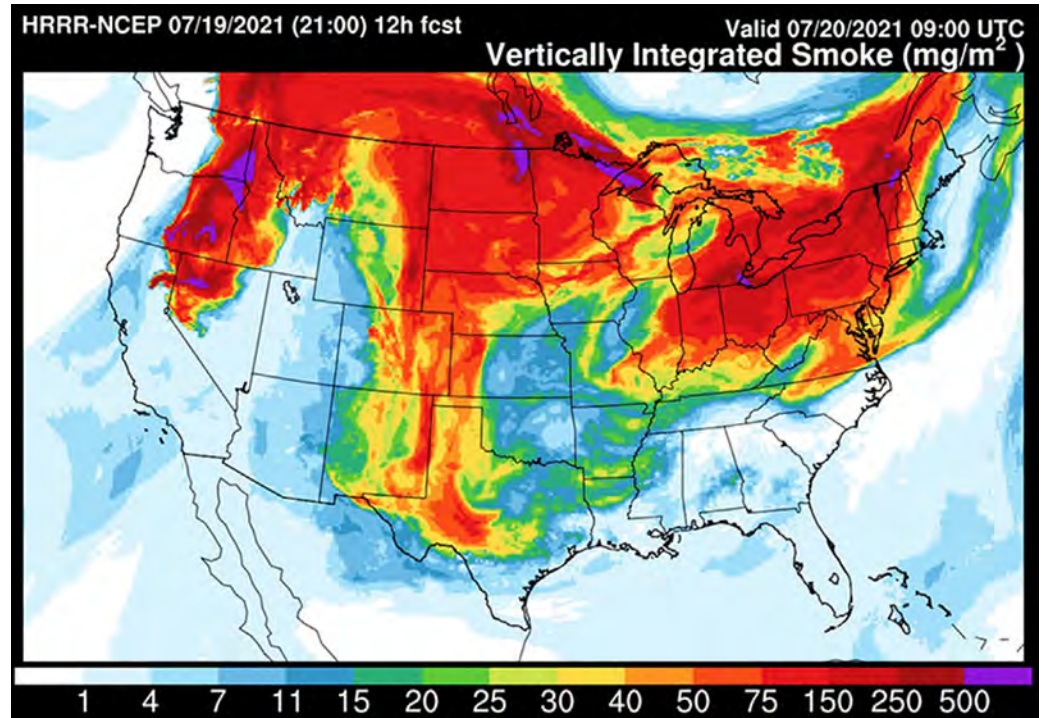 HRRR-NCEP 07/19/2021 (21:00) 12h fcst
Valid 07/20/2021 09:00 UTC
Vertically Integrated Smoke (mg/m²)
1 4 7 11 15 20 25 30 40 50 75 150 250 500